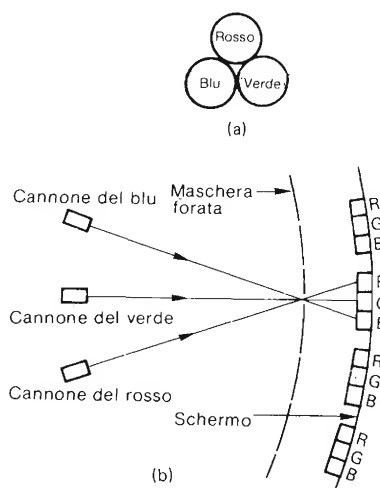 Rosso
Blu Verde
(a)
Cannone del blu
Maschera
forata
R
G
B
Cannone del verde
Cannone del rosso
R
G
B
Schermo
R
G
B
(b)